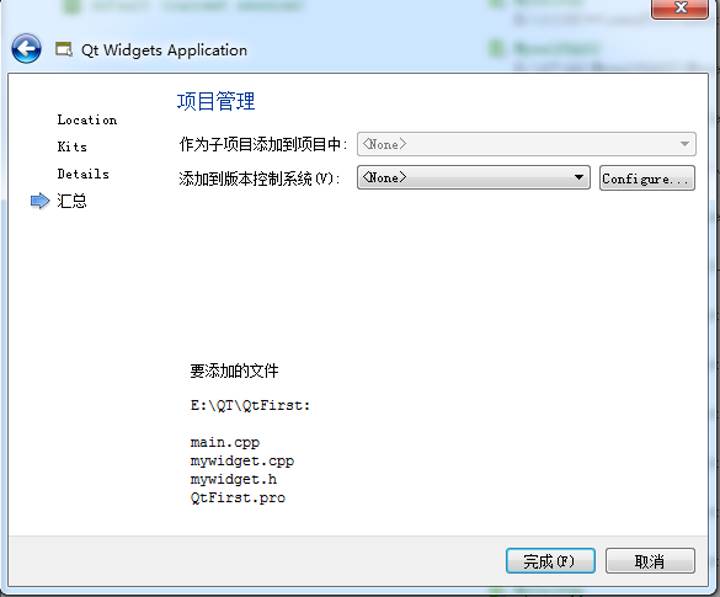 Qt Widgets Application
Location
Kits
Details
汇总
项目管理
作为子项目添加到项目中: <None>
添加到版本控制系统(V): <None> Configure...
要添加的文件
E:\QT\QtFirst:
main.cpp
mywidget.cpp
mywidget.h
QtFirst.pro
完成(F) 取消